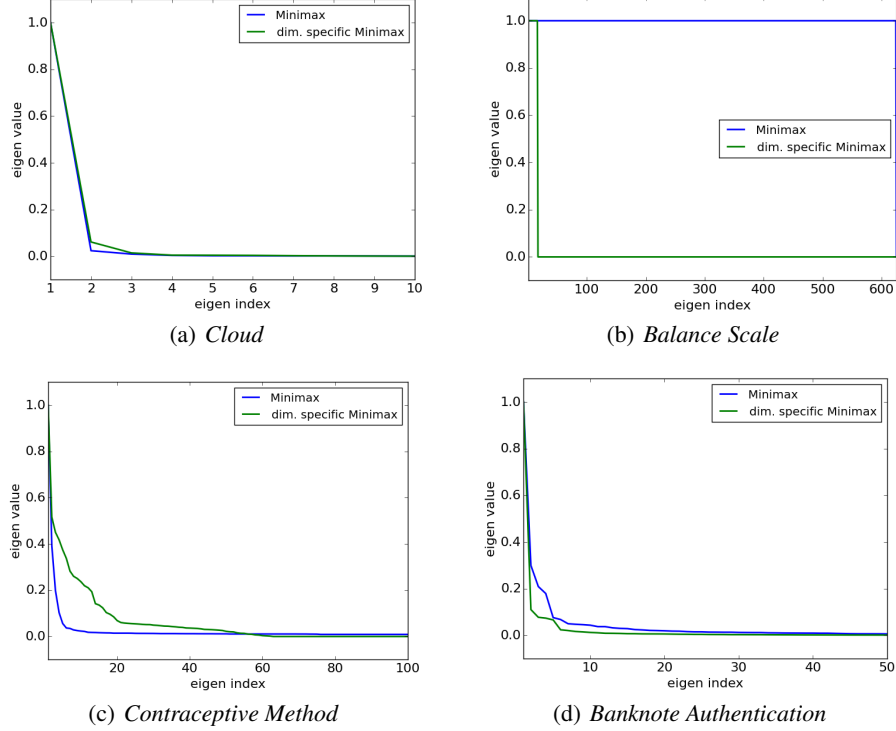 Minimax
dim. specific Minimax
1.0
0.8
0.6
0.4
0.2
0.0
eigen value
1 2 3 4 5 6 7 8 9 10
eigen index
(a) Cloud
Minimax
dim. specific Minimax
1.0
0.8
0.6
0.4
0.2
0.0
eigen value
100 200 300 400 500 600
eigen index
(b) Balance Scale
Minimax
dim. specific Minimax
1.0
0.8
0.6
0.4
0.2
0.0
eigen value
20 40 60 80 100
eigen index
(c) Contraceptive Method
Minimax
dim. specific Minimax
1.0
0.8
0.6
0.4
0.2
0.0
eigen value
10 20 30 40 50
eigen index
(d) Banknote Authentication